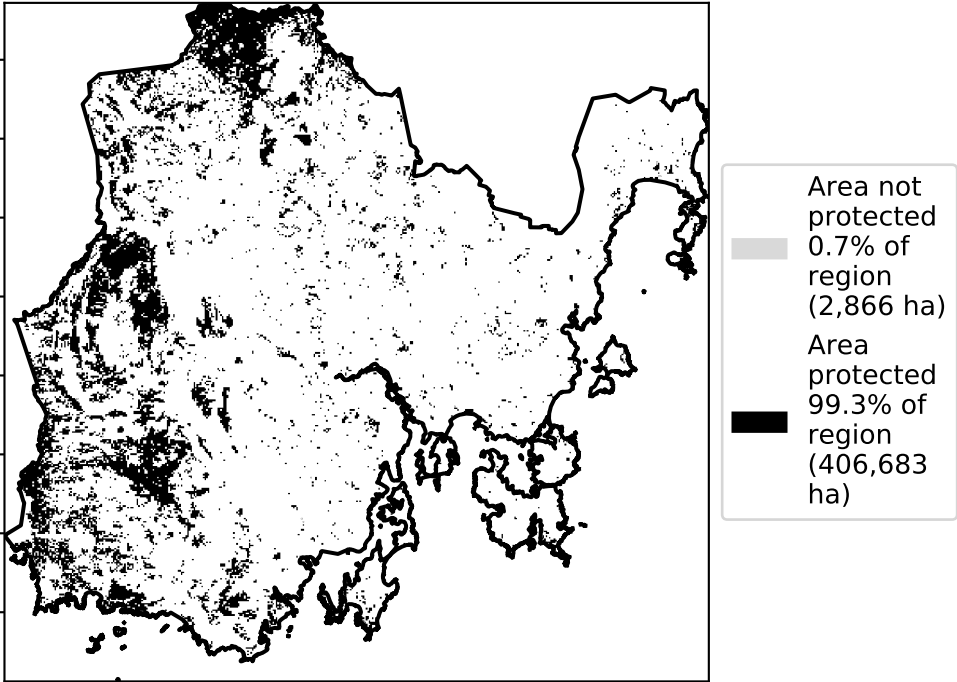 Area not
protected
0.7% of
region
(2,866 ha)
Area
protected
99.3% of
region
(406,683
ha)